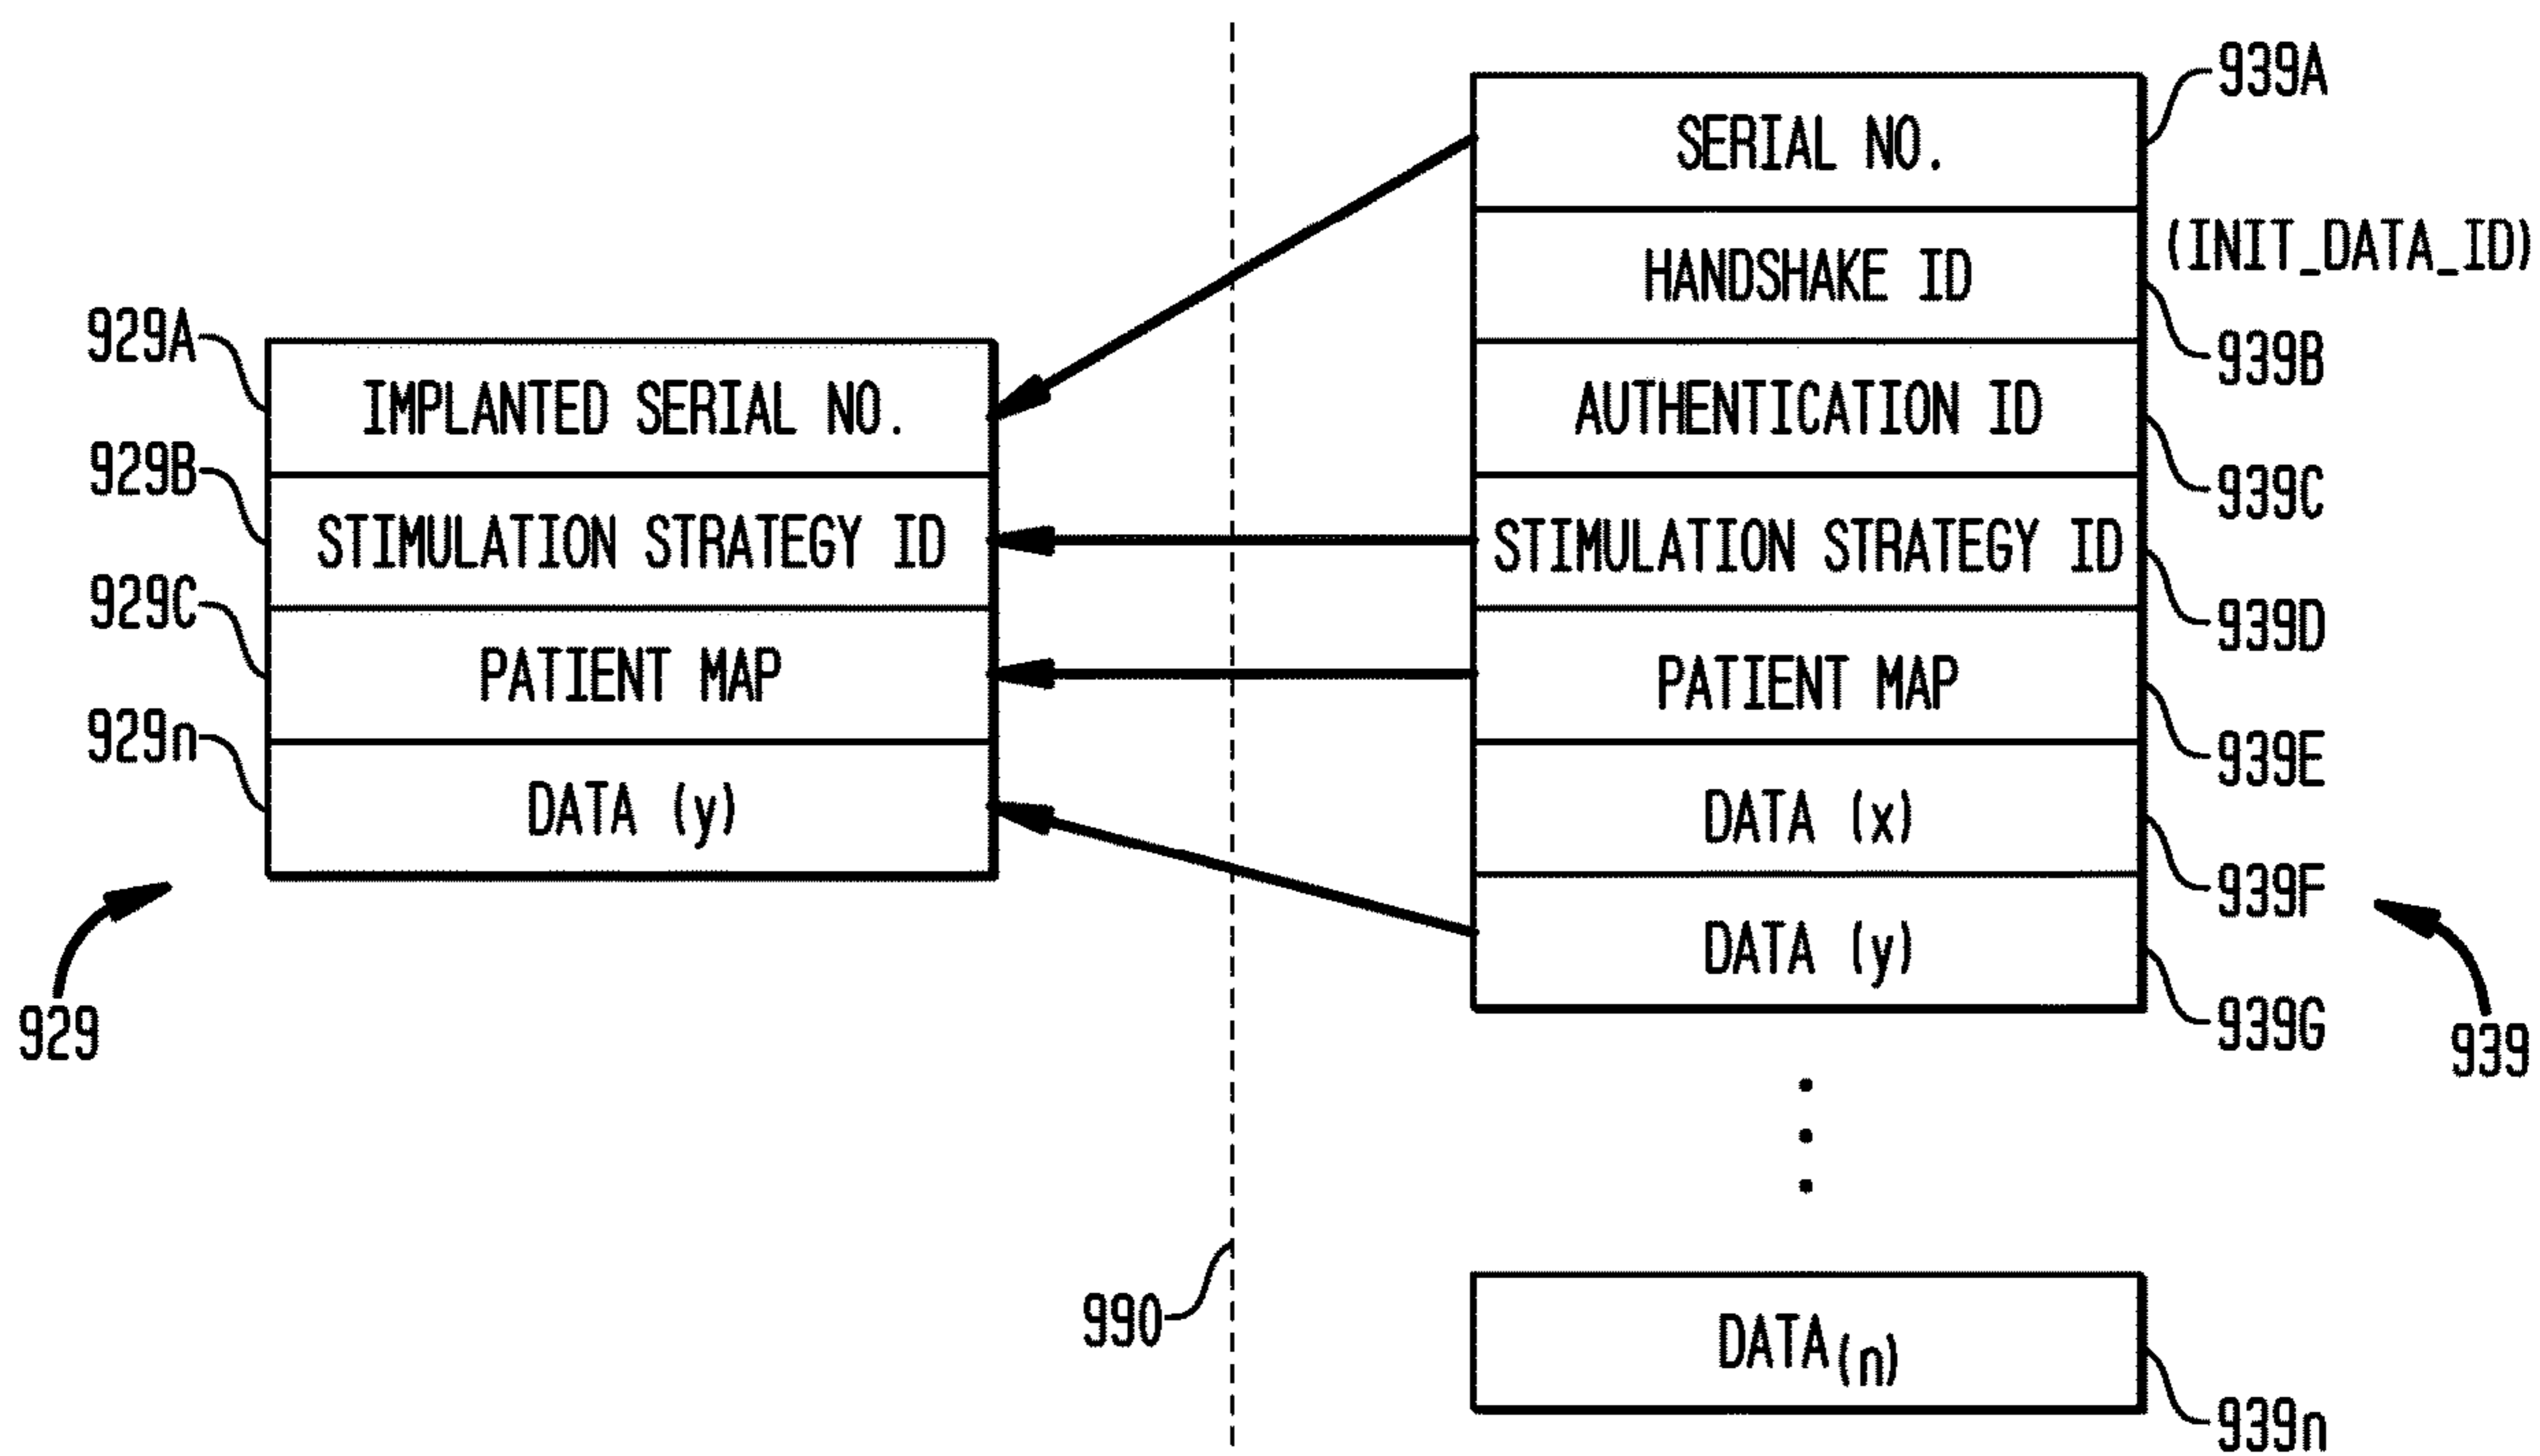 939A
SERIAL NO.
(INIT_DATA_ID)
HANDSHAKE ID
929A
939B
IMPLANTED SERIAL NO.
AUTHENTICATION ID
929B
939C
STIMULATION STRATEGY ID
STIMULATION STRATEGY ID
929C
939D
PATIENT MAP
PATIENT MAP
929n
939E
DATA (y)
DATA (x)
939F
DATA (y)
929
939G
939
990
DATA(n)
939n